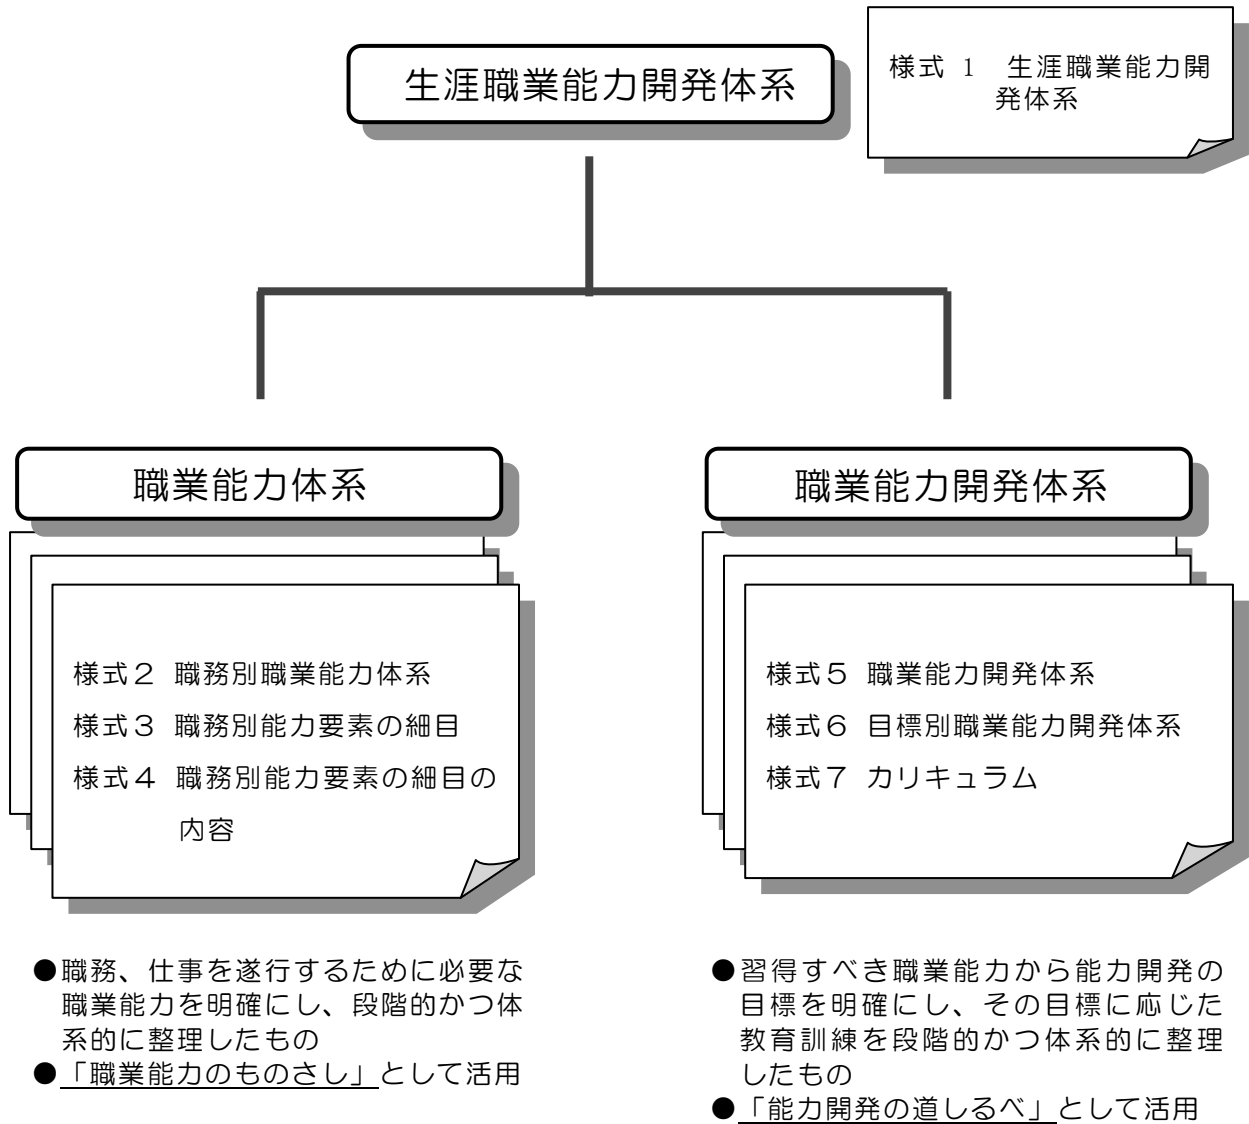 生涯職業能力開発体系
様式 1 生涯職業能力開
発体系
職業能力体系
様式２ 職務別職業能力体系
様式３ 職務別能力要素の細目
様式４ 職務別能力要素の細目の
内容
●職務、仕事を遂行するために必要な
職業能力を明確にし、段階的かつ体
系的に整理したもの
●「職業能力のものさし」として活用
職業能力開発体系
様式５ 職業能力開発体系
様式６ 目標別職業能力開発体系
様式７ カリキュラム
●習得すべき職業能力から能力開発の
目標を明確にし、その目標に応じた
教育訓練を段階的かつ体系的に整理
したもの
●「能力開発の道しるべ」として活用